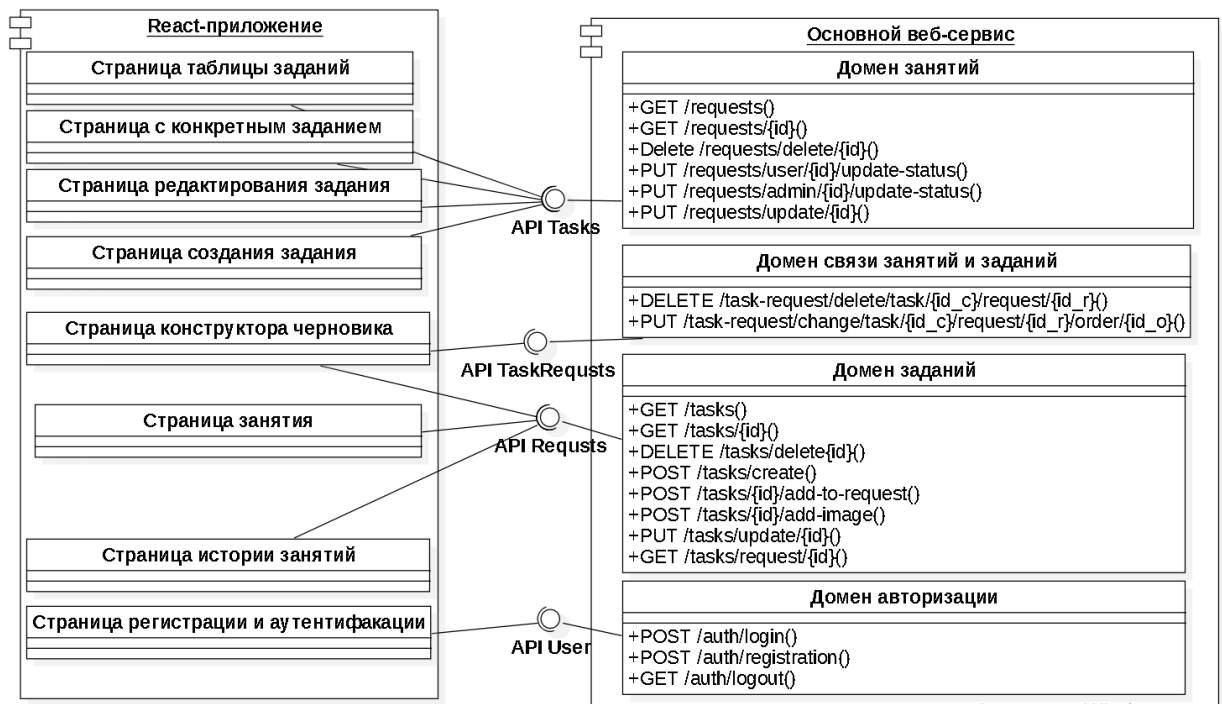 React-приложение
Страница таблицы заданий
Страница с конкретным заданием
Страница редактирования задания
Страница создания задания
Страница конструктора черновика
Страница занятия
Страница истории занятий
Страница регистрации и аутентифакации
API Tasks
API TaskRequsts
API Requsts
API User
Основной веб-сервис
Домен занятий
+GET /requests()
+GET /requests/{id}()
+Delete /requests/delete/{id}()
+PUT /requests/user/{id}/update-status()
+PUT /requests/admin/{id}/update-status()
+PUT /requests/update/{id}()
Домен связи занятий и заданий
+DELETE /task-request/delete/task/{id_c}/request/{id_r}()
+PUT /task-request/change/task/{id_c}/request/{id_r}/order/{id_o}()
Домен заданий
+GET /tasks()
+GET /tasks/{id}()
+DELETE /tasks/delete{id}()
+POST /tasks/create()
+POST /tasks/{id}/add-to-request()
+POST /tasks/{id}/add-image()
+PUT /tasks/update/{id}()
+GET /tasks/request/{id}()
Домен авторизации
+POST /auth/login()
+POST /auth/registration()
+GET /auth/logout()